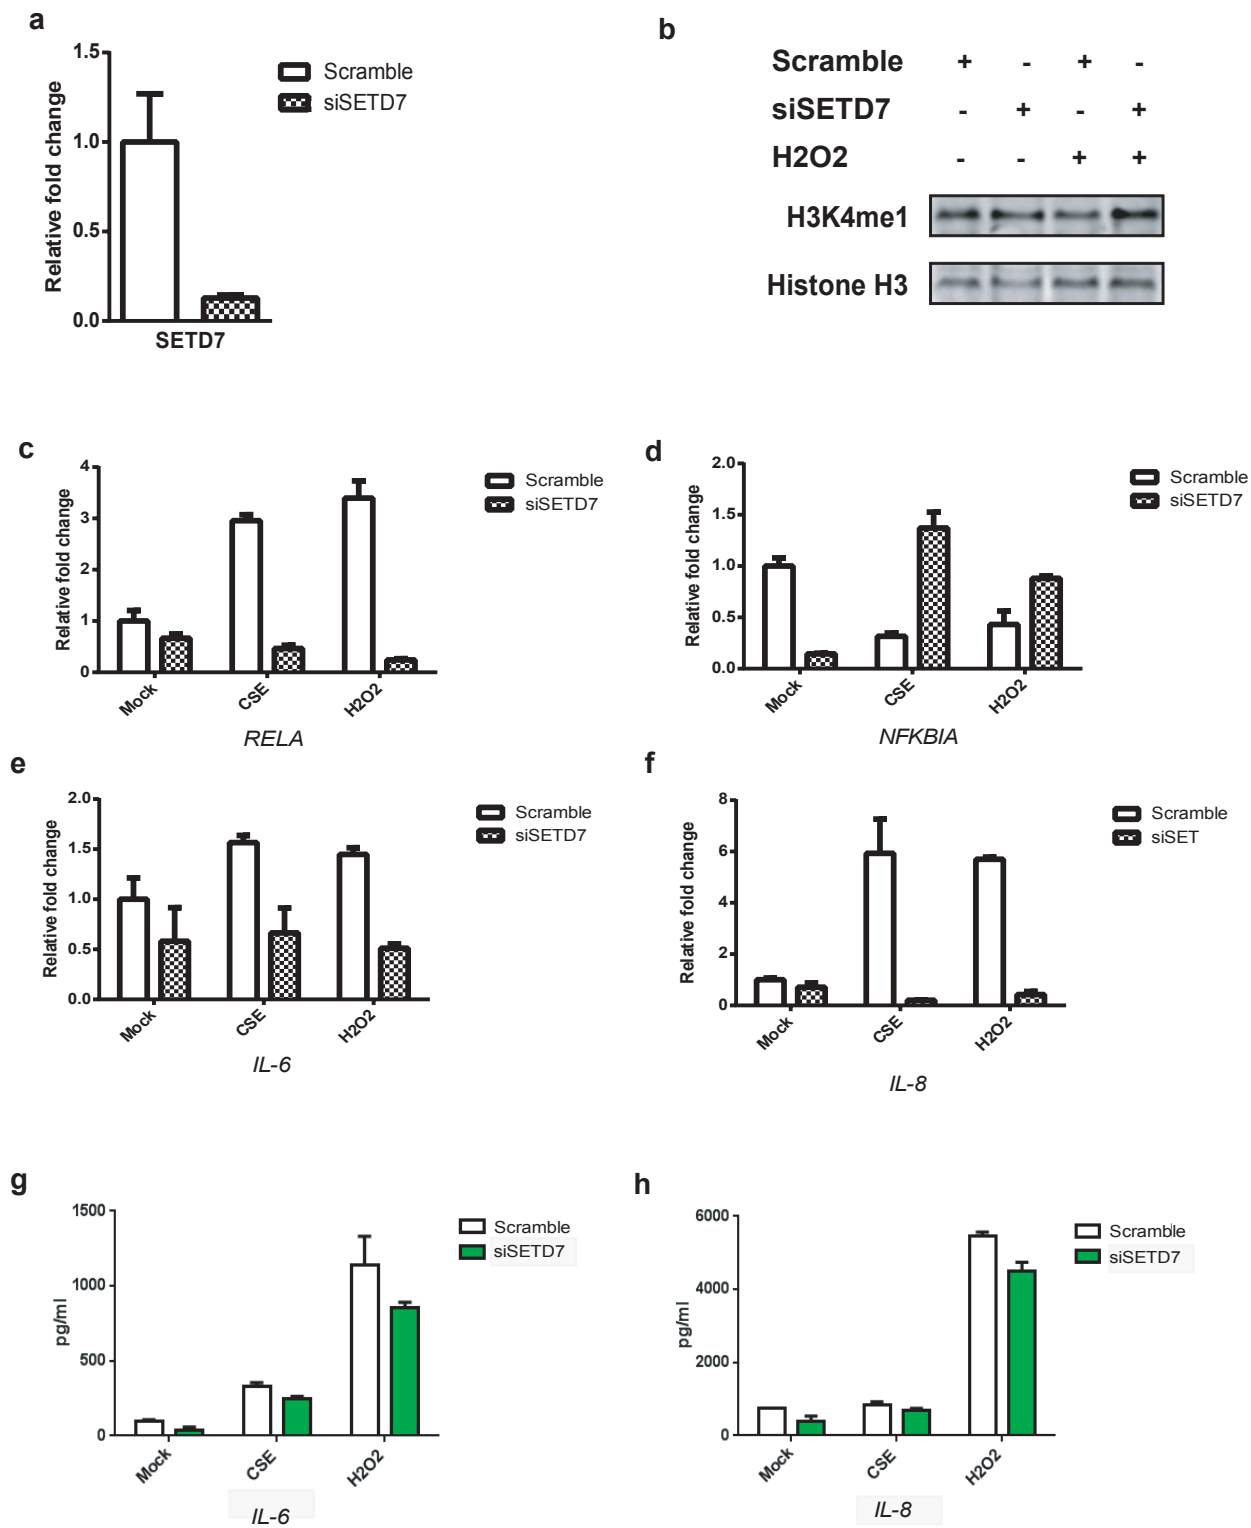 a
Relative fold change
1.5
1.0
0.5
0.0
SETD7
Scramble
siSETD7
b
Scramble + - + -
siSETD7 - + - +
H2O2 - - + +
H3K4me1
Histone H3
c
Relative fold change
4
3
2
1
0
Mock CSE H2O2
RELA
Scramble
siSETD7
d
Relative fold change
2.0
1.5
1.0
0.5
0.0
Mock CSE H2O2
NFKBIA
Scramble
siSETD7
e
Relative fold change
2.0
1.5
1.0
0.5
0.0
Mock CSE H2O2
IL-6
Scramble
siSETD7
f
Relative fold change
8
6
4
2
0
Mock CSE H2O2
IL-8
Scramble
siSET
g
pg/ml
1500
1000
500
0
Mock CSE H2O2
IL-6
Scramble
siSETD7
h
pg/ml
6000
4000
2000
0
Mock CSE H2O2
IL-8
Scramble
siSETD7